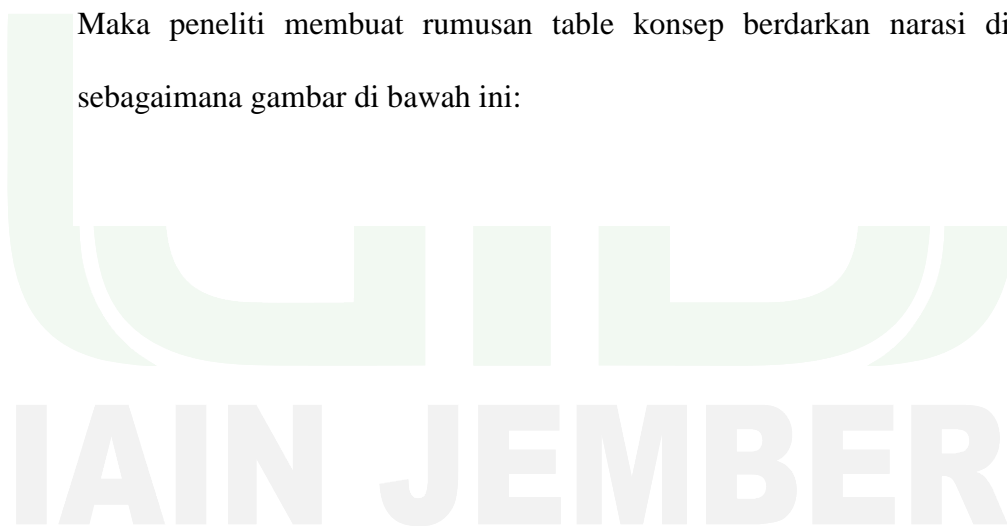 Maka peneliti membuat rumusan table konsep berdarkan narasi di
sebagaimana gambar di bawah ini:
IAIN JEMBER